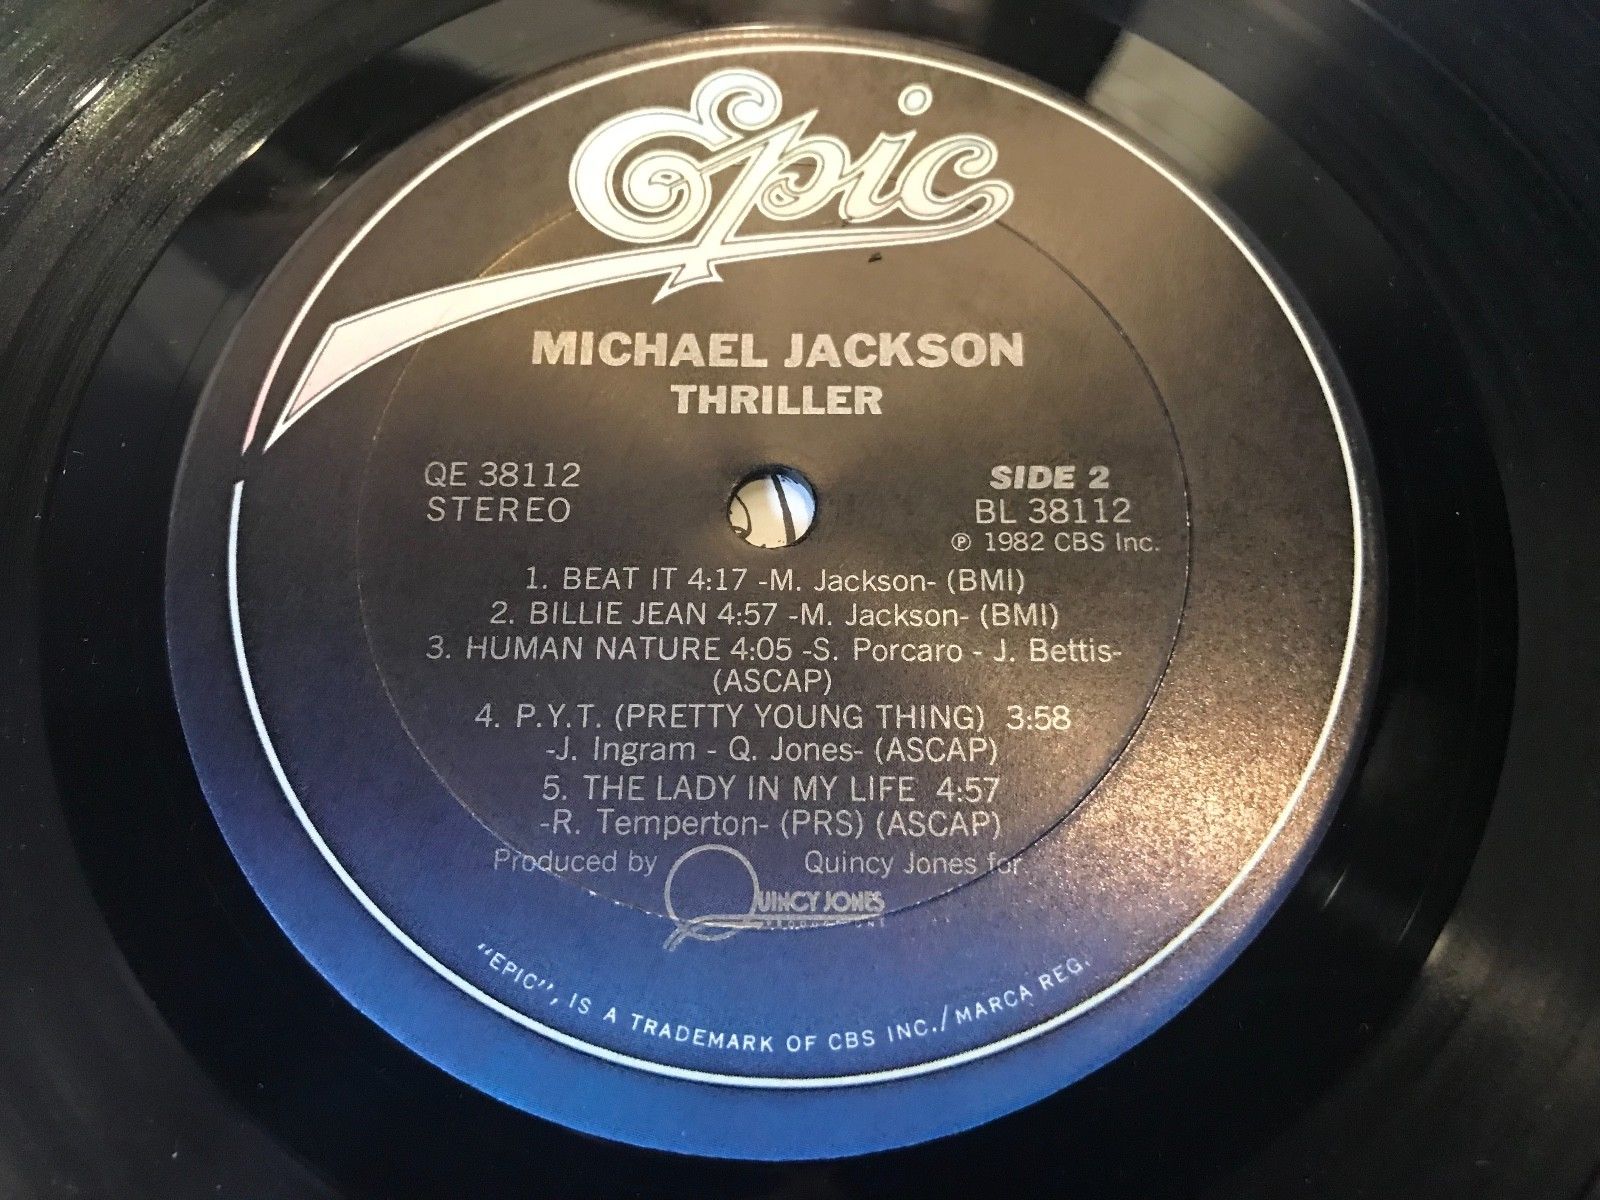 Epic
MICHAEL JACKSON
THRILLER
QE 38112
STEREO
SIDE 2
BL 38112
℗ 1982 CBS Inc.
1. BEAT IT 4:17 -M. Jackson- (BMI)
2. BILLIE JEAN 4:57 -M. Jackson- (BMI)
3. HUMAN NATURE 4:05 -S. Porcaro - J. Bettis-
(ASCAP)
4. P.Y.T. (PRETTY YOUNG THING) 3:58
-J. Ingram - Q. Jones- (ASCAP)
5. THE LADY IN MY LIFE 4:57
-R. Temperton- (PRS) (ASCAP)
Produced by Quincy Jones for
QUINCY JONES
PRODUCTIONS
"EPIC", IS A TRADEMARK OF CBS INC./MARCA REG.